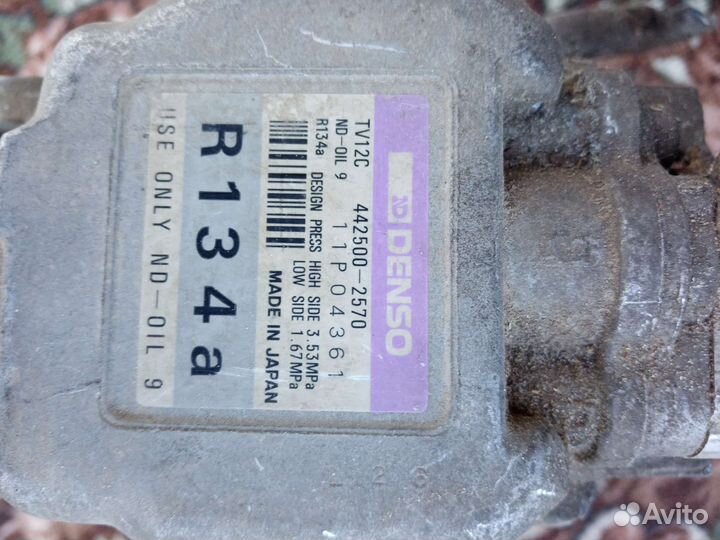 DENSO
TV12C 442500-2570
ND-OIL 9 11P04361
R134a DESIGN PRESS HIGH SIDE 3.53MPa
LOW SIDE 1.67MPa
MADE IN JAPAN
R134a
USE ONLY ND-OIL 9
Avito